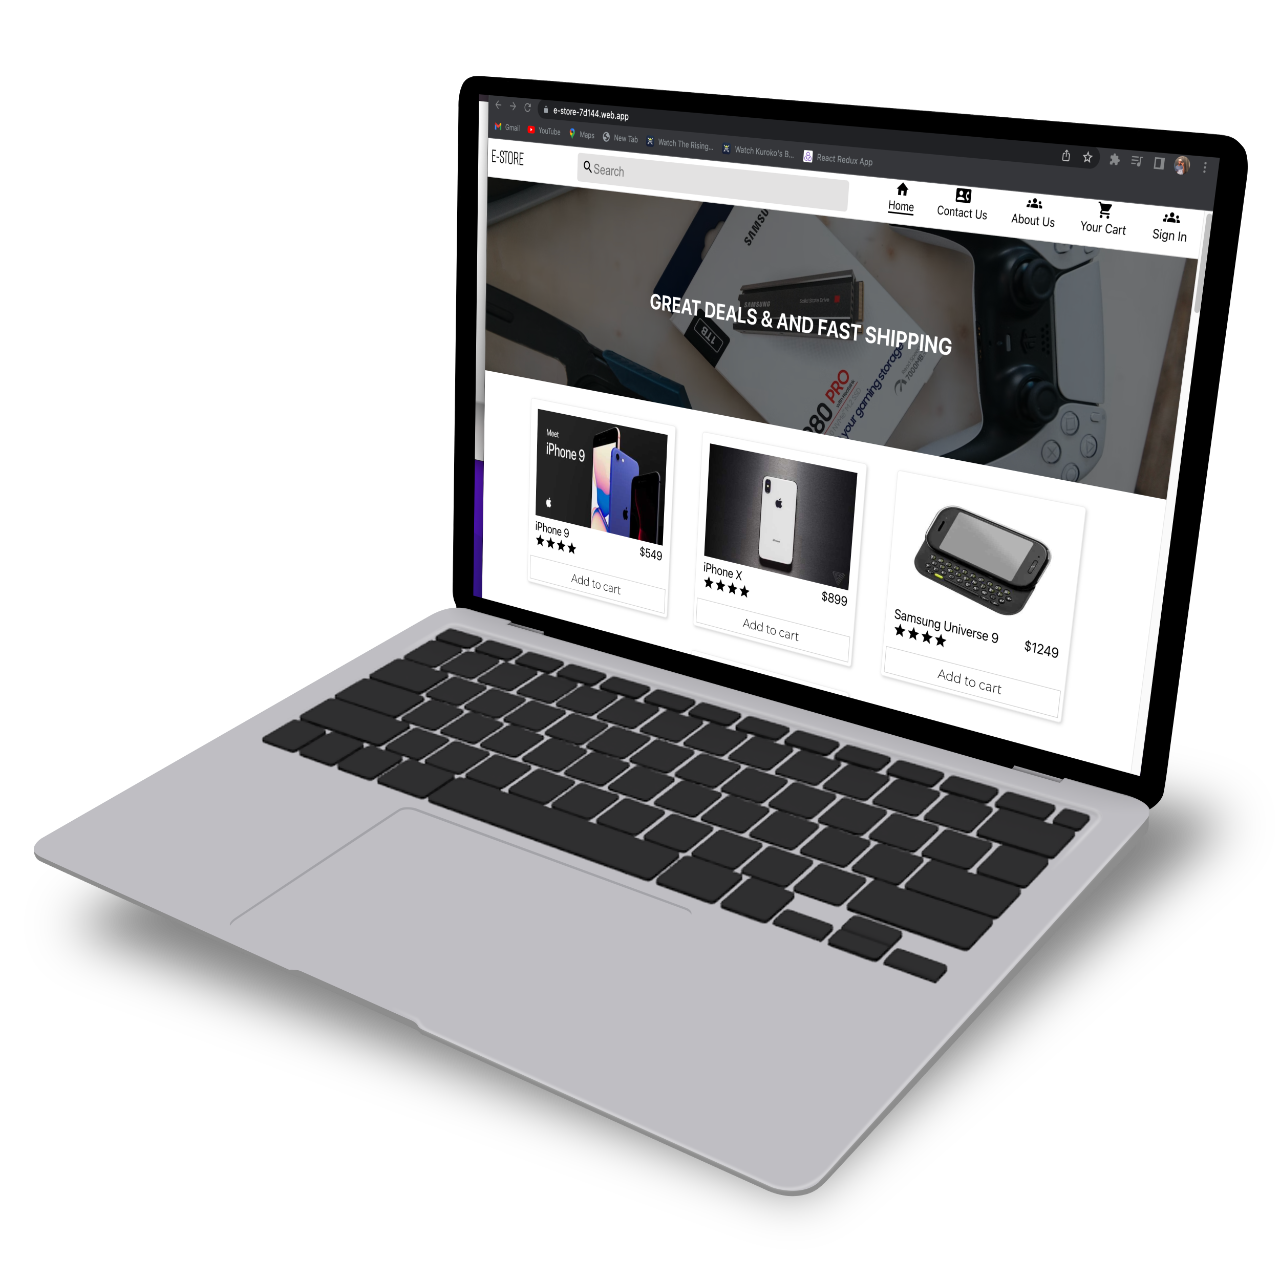 e-store-7d144.web.app
Gmail YouTube Maps New Tab Watch The Rising... Watch Kuroko's B... React Redux App
E-STORE
Search
Home Contact Us About Us Your Cart Sign In
SAMSU
SAMSUNG
GREAT DEALS & AND FAST SHIPPING
1TB
980 PRO
your gaming storage
7000MB
Meet
iPhone 9
iPhone 9
$549
Add to cart
iPhone X
$899
Add to cart
Samsung Universe 9
$1249
Add to cart